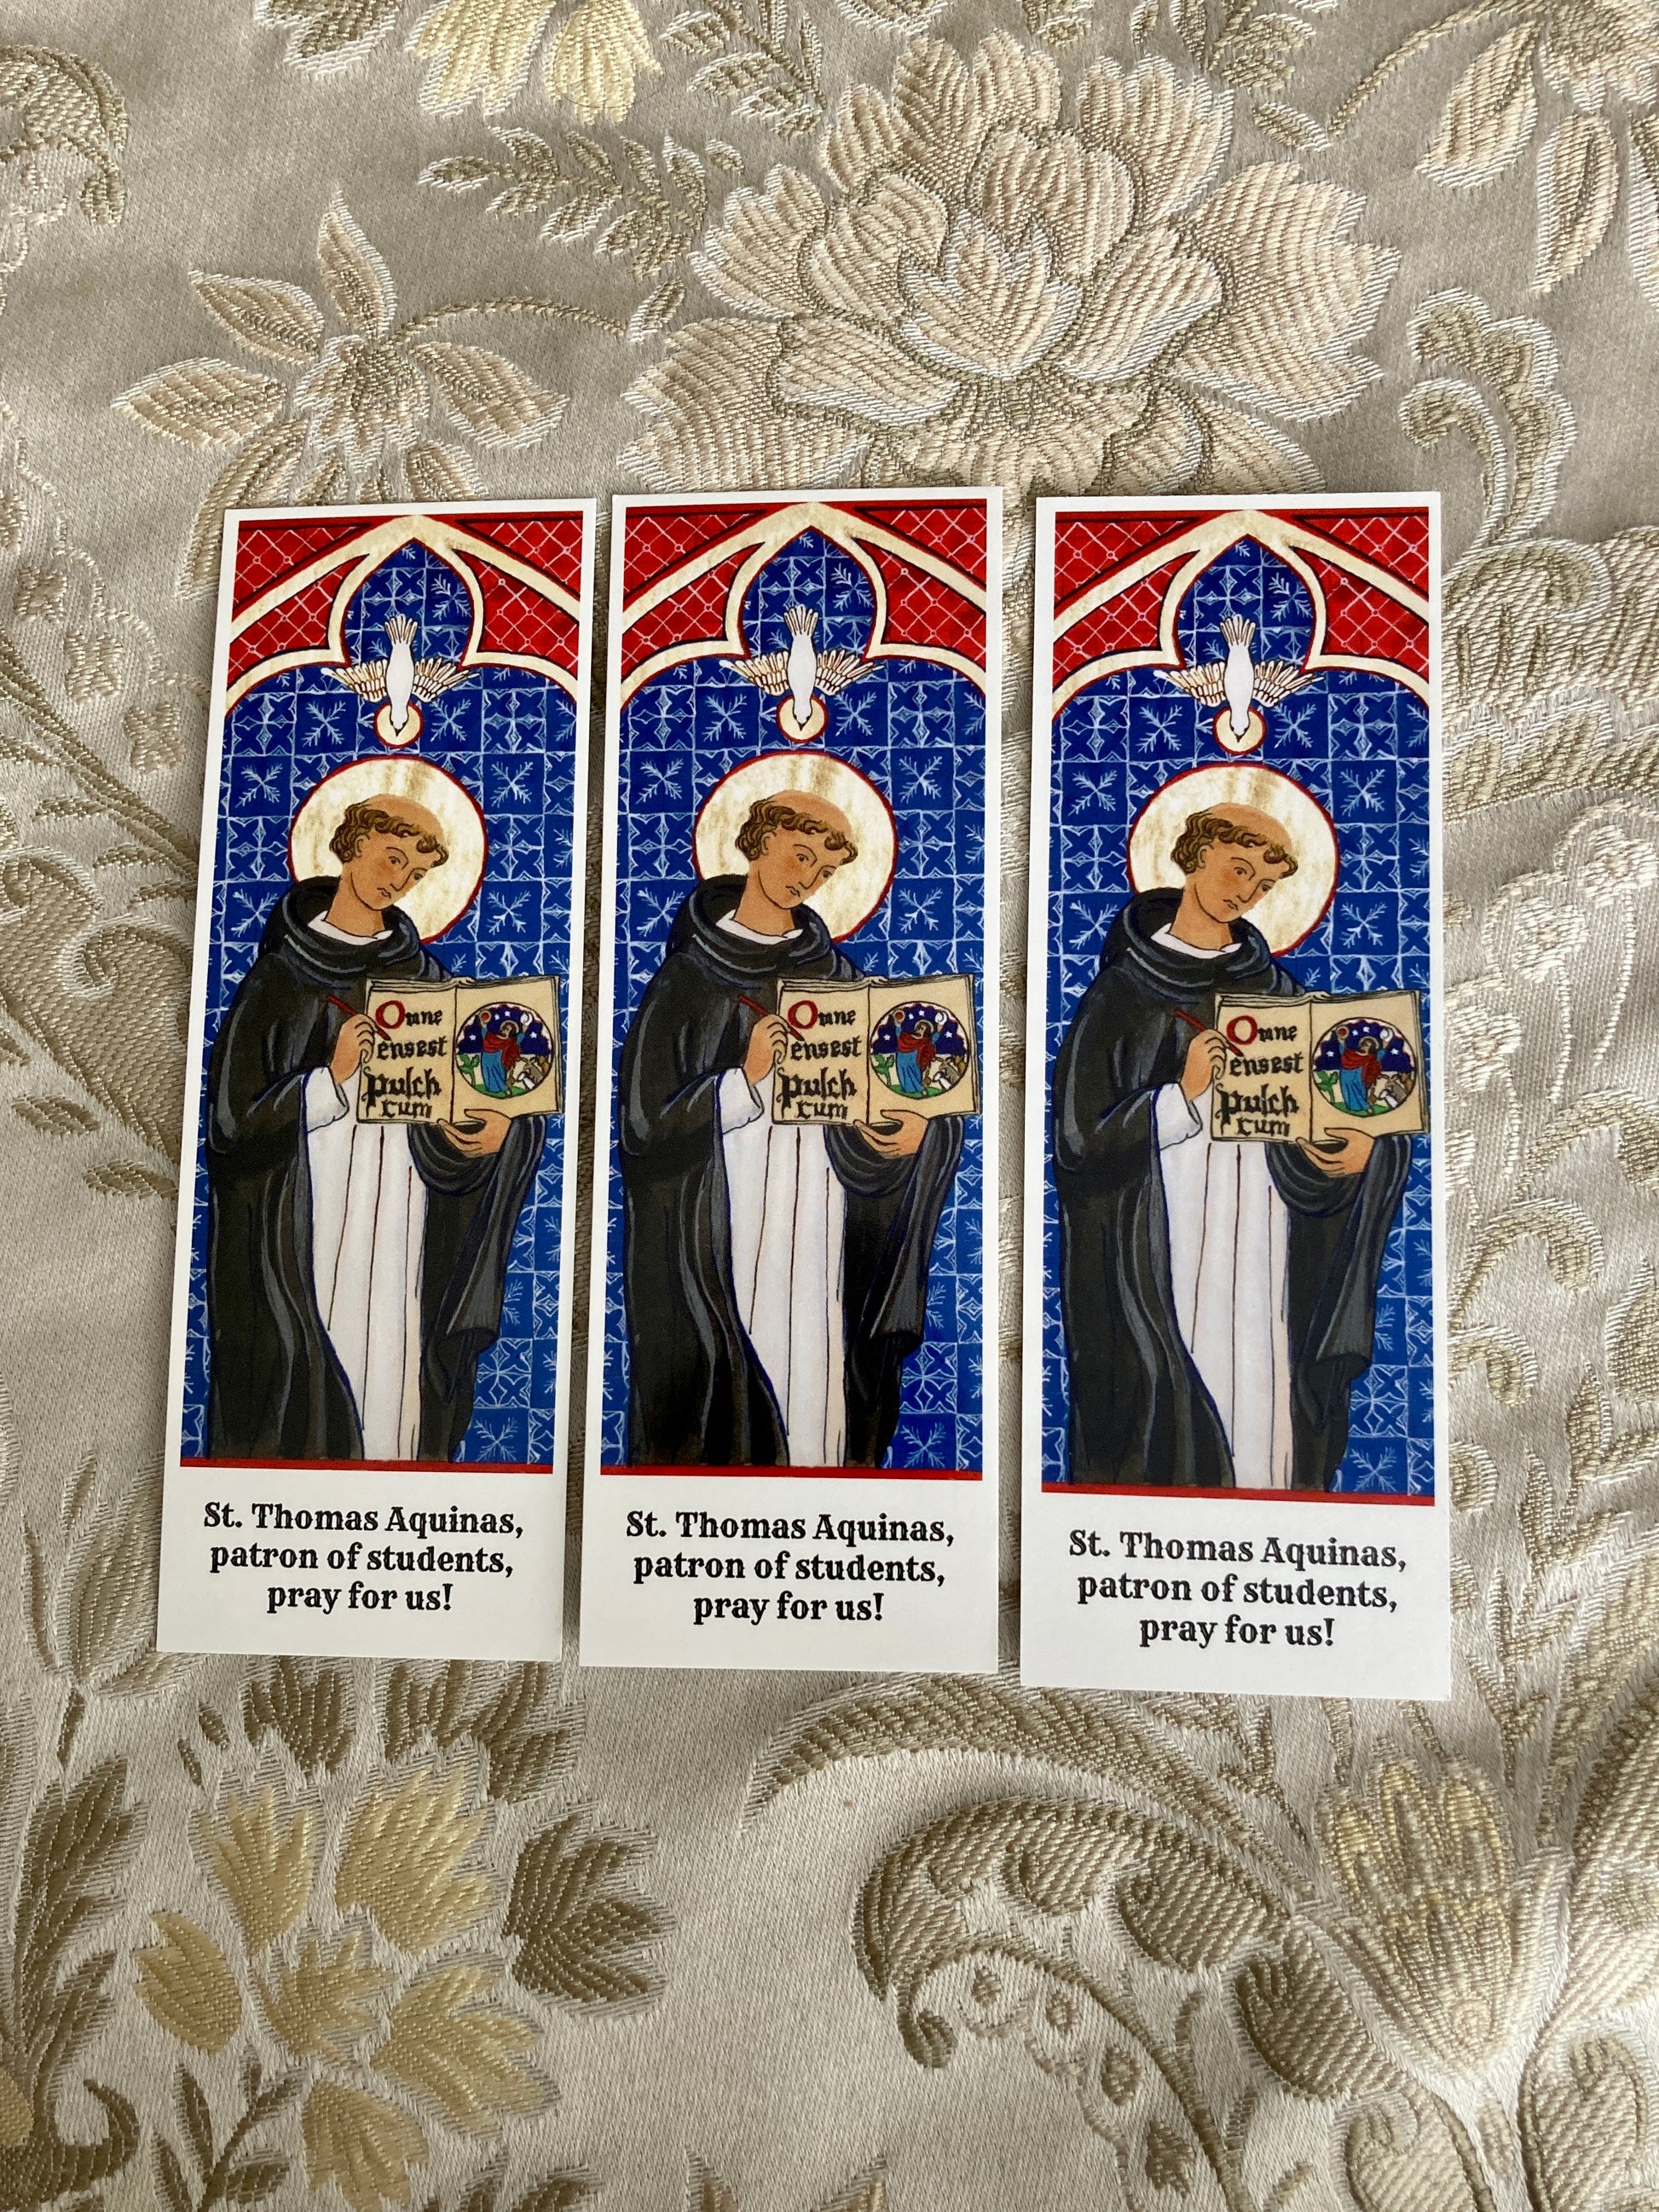 Omne
ensest
pulch
rum
St. Thomas Aquinas,
patron of students,
pray for us!
Omne
ensest
pulch
rum
St. Thomas Aquinas,
patron of students,
pray for us!
Omne
ensest
pulch
rum
St. Thomas Aquinas,
patron of students,
pray for us!